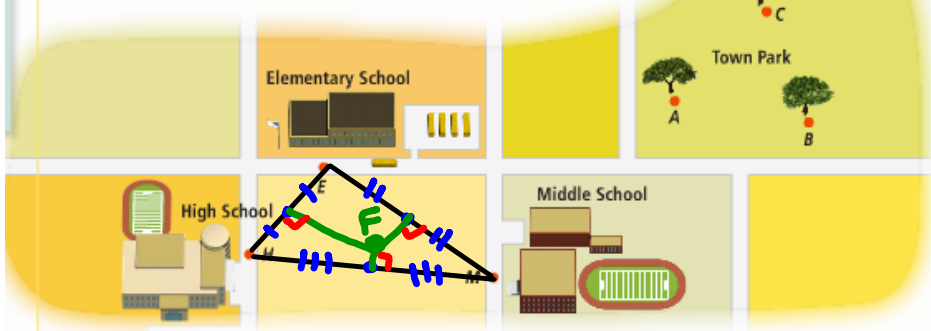 C
Town Park
Elementary School
A
B
E
Middle School
High School
F
H
M